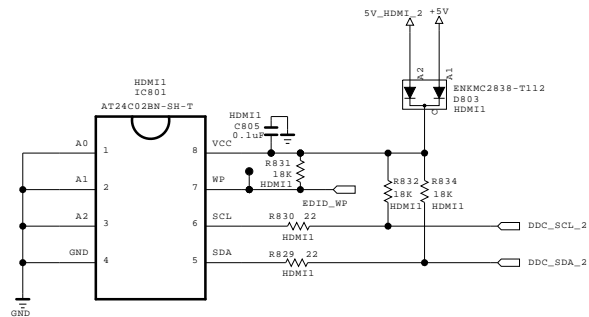 5V_HDMI_2 +5V
A2
A1
ENKMC2838-T112
D803
HDMI1
C
HDMI1
IC801
AT24C02BN-SH-T
HDMI1
C805
0.1uF
A0 1 8 VCC
R831
18K
HDMI1
A1 2 7 WP
EDID_WP
R832
18K
HDMI1
R834
18K
HDMI1
A2 3 6 SCL
R830 22
HDMI1
DDC_SCL_2
GND 4 5 SDA
R829 22
HDMI1
DDC_SDA_2
GND